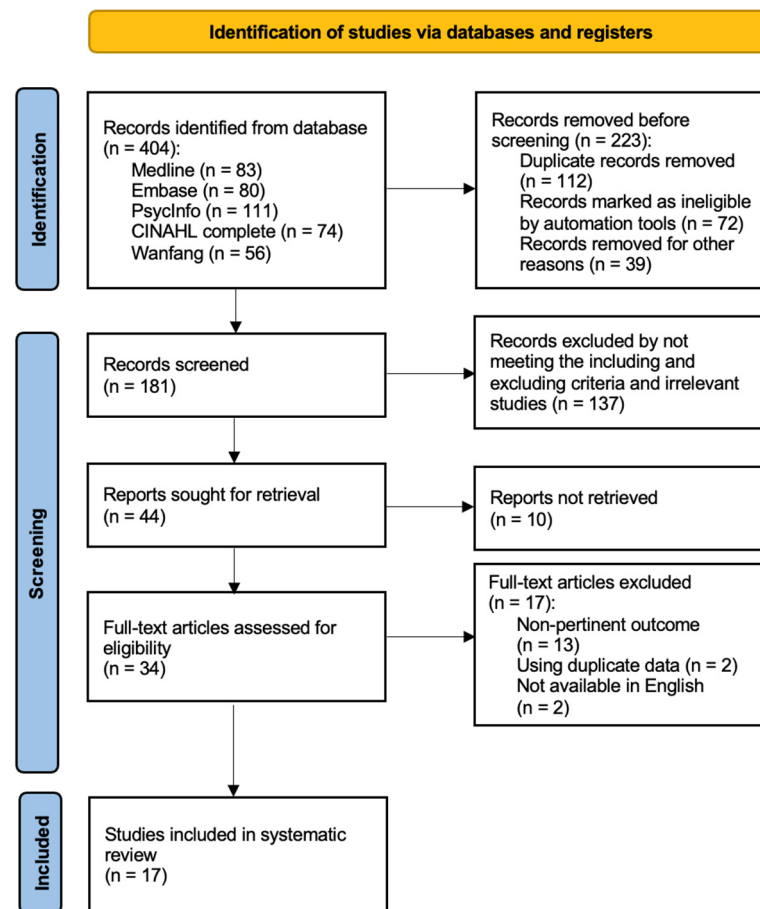 Identification of studies via databases and registers
Identification
Records identified from database
(n = 404):
Medline (n = 83)
Embase (n = 80)
PsycInfo (n = 111)
CINAHL complete (n = 74)
Wanfang (n = 56)
Records removed before
screening (n = 223):
Duplicate records removed
(n = 112)
Records marked as ineligible
by automation tools (n = 72)
Records removed for other
reasons (n = 39)
Screening
Records screened
(n = 181)
Records excluded by not
meeting the including and
excluding criteria and irrelevant
studies (n = 137)
Reports sought for retrieval
(n = 44)
Reports not retrieved
(n = 10)
Full-text articles assessed for
eligibility
(n = 34)
Full-text articles excluded
(n = 17):
Non-pertinent outcome
(n = 13)
Using duplicate data (n = 2)
Not available in English
(n = 2)
Included
Studies included in systematic
review
(n = 17)